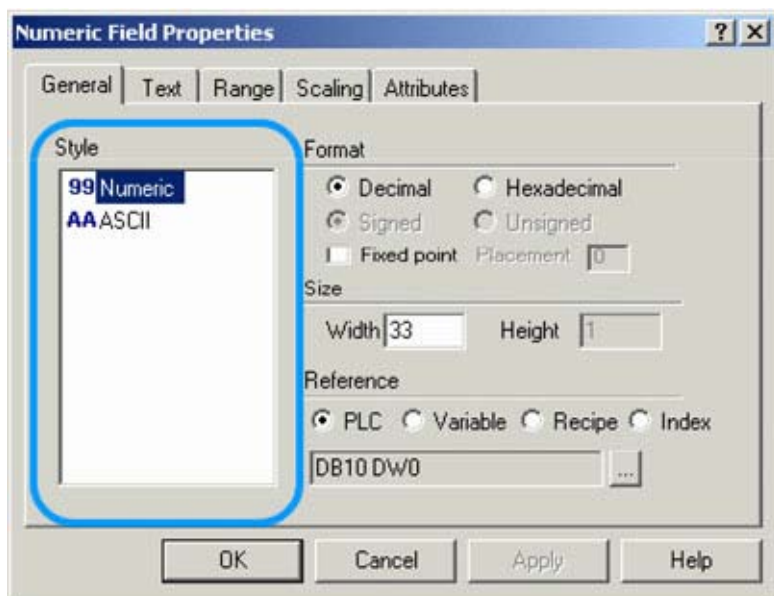 Numeric Field Properties
General Text Range Scaling Attributes
Style
99 Numeric
AA ASCII
Format
Decimal Hexadecimal
Signed Unsigned
Fixed point Placement 0
Size
Width 33 Height 1
Reference
PLC Variable Recipe Index
DB10 DW0 ...
OK Cancel Apply Help